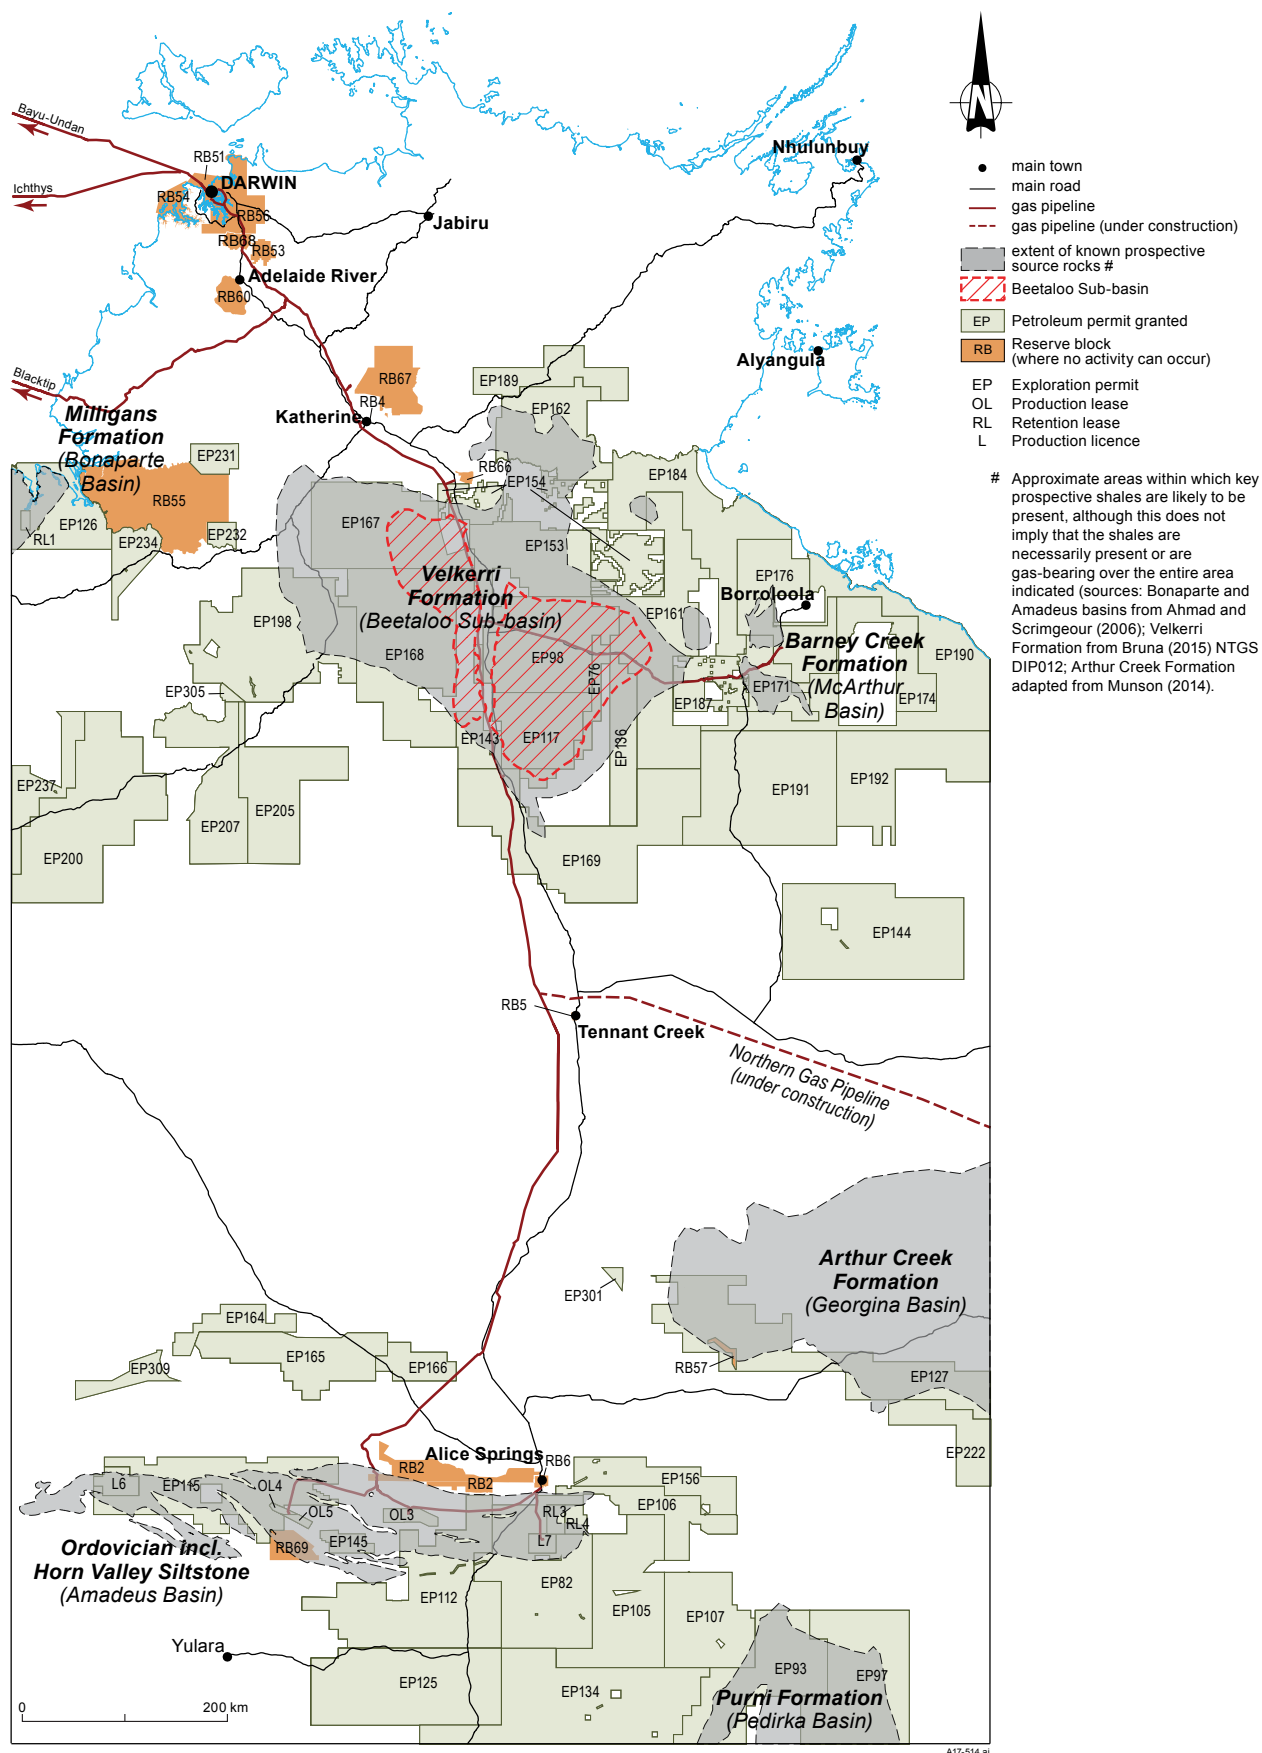 Bayu-Undan
Ichthys
RB51
DARWIN
RB54
RB56
RB68
RB53
Adelaide River
RB60
Jabiru
Nhulunbuy
Alyangula
Blacktip
RB67
RB4
Katherine
EP189
EP162
Milligans
Formation
(Bonaparte
Basin)
EP231
RB55
EP126
RL1
EP234
EP232
RB66
EP154
EP184
EP167
EP153
Velkerri
Formation
(Beetaloo Sub-basin)
EP176
Borroloola
EP161
EP198
EP168
EP98
EP76
Barney Creek
Formation
(McArthur
Basin)
EP190
EP171
EP174
EP187
EP305
EP143
EP117
EP136
EP237
EP191
EP192
EP207
EP205
EP200
EP169
EP144
RB5
Tennant Creek
Northern Gas Pipeline
(under construction)
Arthur Creek
Formation
(Georgina Basin)
EP301
EP164
EP165
EP166
EP309
RB57
EP127
EP222
Alice Springs
RB6
RB2
RB2
EP156
L6
EP115
OL4
OL5
OL3
RL3
RL4
EP106
EP145
L7
RB69
Ordovician incl.
Horn Valley Siltstone
(Amadeus Basin)
EP82
EP112
EP105
EP107
Yulara
EP93
EP97
EP125
EP134
Purni Formation
(Pedirka Basin)
0
200 km
N
main town
main road
gas pipeline
gas pipeline (under construction)
extent of known prospective
source rocks #
Beetaloo Sub-basin
EP Petroleum permit granted
RB Reserve block
(where no activity can occur)
EP Exploration permit
OL Production lease
RL Retention lease
L Production licence
# Approximate areas within which key
prospective shales are likely to be
present, although this does not
imply that the shales are
necessarily present or are
gas-bearing over the entire area
indicated (sources: Bonaparte and
Amadeus basins from Ahmad and
Scrimgeour (2006); Velkerri
Formation from Bruna (2015) NTGS
DIP012; Arthur Creek Formation
adapted from Munson (2014).
A17-514.ai